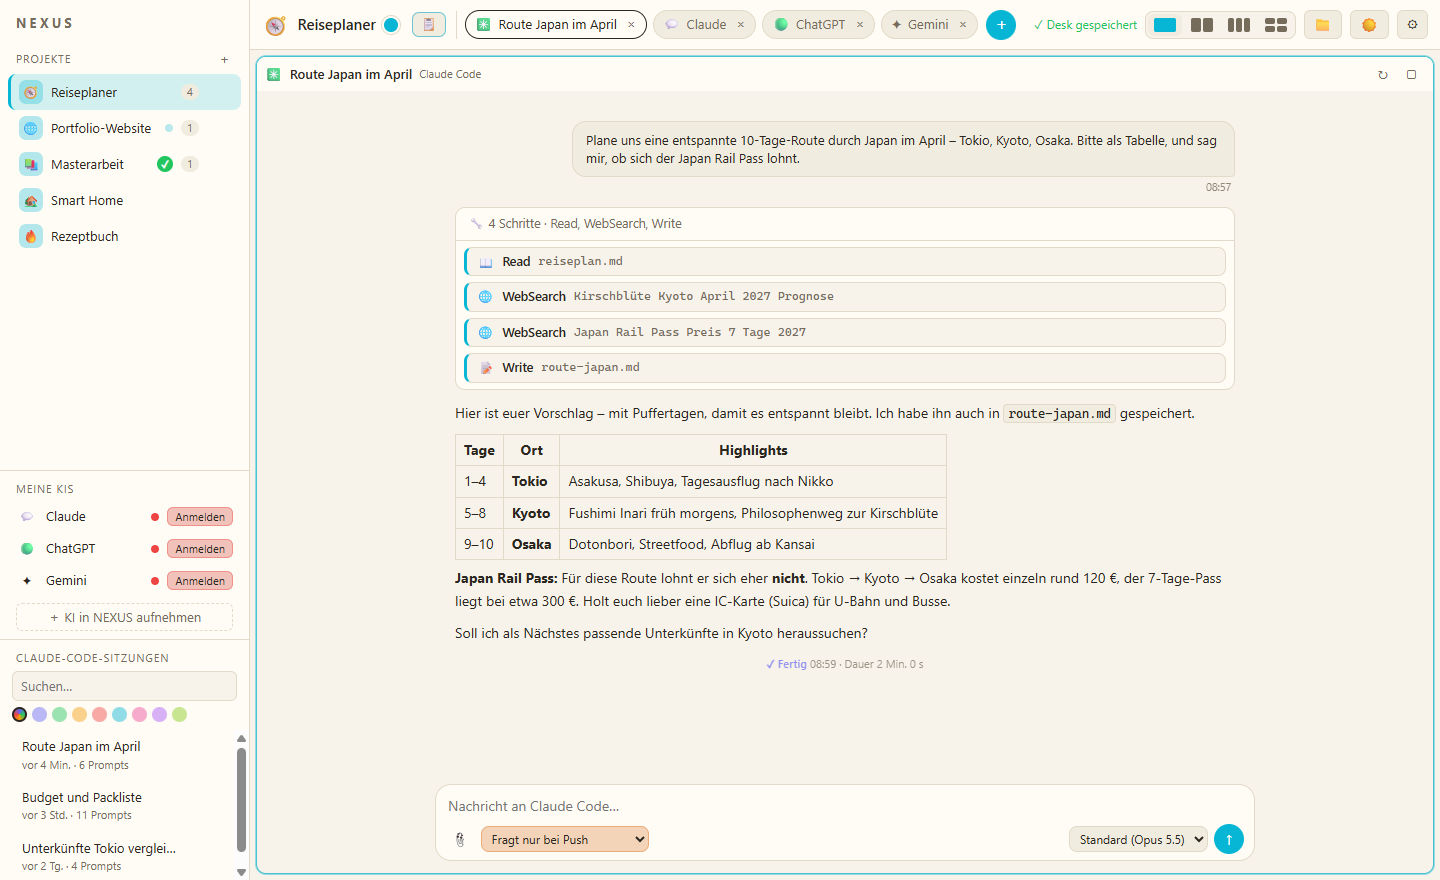 NEXUS
PROJEKTE +
Reiseplaner 4
Portfolio-Website 1
Masterarbeit 1
Smart Home
Rezeptbuch
MEINE KIS
Claude Anmelden
ChatGPT Anmelden
Gemini Anmelden
+ KI in NEXUS aufnehmen
CLAUDE-CODE-SITZUNGEN
Suchen...
Route Japan im April
vor 4 Min. · 6 Prompts
Budget und Packliste
vor 3 Std. · 11 Prompts
Unterkünfte Tokio verglei...
vor 2 Tg. · 4 Prompts
Reiseplaner Route Japan im April × Claude × ChatGPT × Gemini × + ✓ Desk gespeichert
Route Japan im April Claude Code
Plane uns eine entspannte 10-Tage-Route durch Japan im April – Tokio, Kyoto, Osaka. Bitte als Tabelle, und sag
mir, ob sich der Japan Rail Pass lohnt.
08:57
4 Schritte · Read, WebSearch, Write
Read reiseplan.md
WebSearch Kirschblüte Kyoto April 2027 Prognose
WebSearch Japan Rail Pass Preis 7 Tage 2027
Write route-japan.md
Hier ist euer Vorschlag – mit Puffertagen, damit es entspannt bleibt. Ich habe ihn auch in route-japan.md gespeichert.
Tage Ort Highlights
1–4 Tokio Asakusa, Shibuya, Tagesausflug nach Nikko
5–8 Kyoto Fushimi Inari früh morgens, Philosophenweg zur Kirschblüte
9–10 Osaka Dotonbori, Streetfood, Abflug ab Kansai
Japan Rail Pass: Für diese Route lohnt er sich eher nicht. Tokio → Kyoto → Osaka kostet einzeln rund 120 €, der 7-Tage-Pass
liegt bei etwa 300 €. Holt euch lieber eine IC-Karte (Suica) für U-Bahn und Busse.
Soll ich als Nächstes passende Unterkünfte in Kyoto heraussuchen?
✓ Fertig 08:59 · Dauer 2 Min. 0 s
Nachricht an Claude Code...
Fragt nur bei Push Standard (Opus 5.5)